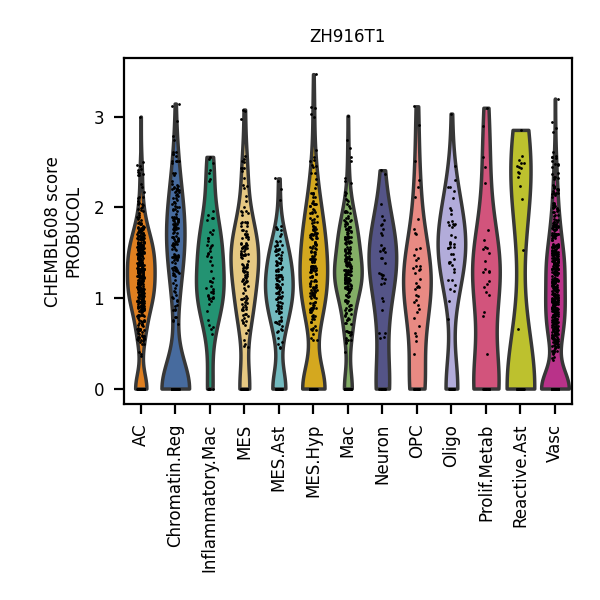 ZH916T1
CHEMBL608 score
PROBUCOL
3
2
1
0
AC
Chromatin.Reg
Inflammatory.Mac
MES
MES.Ast
MES.Hyp
Mac
Neuron
OPC
Oligo
Prolif.Metab
Reactive.Ast
Vasc